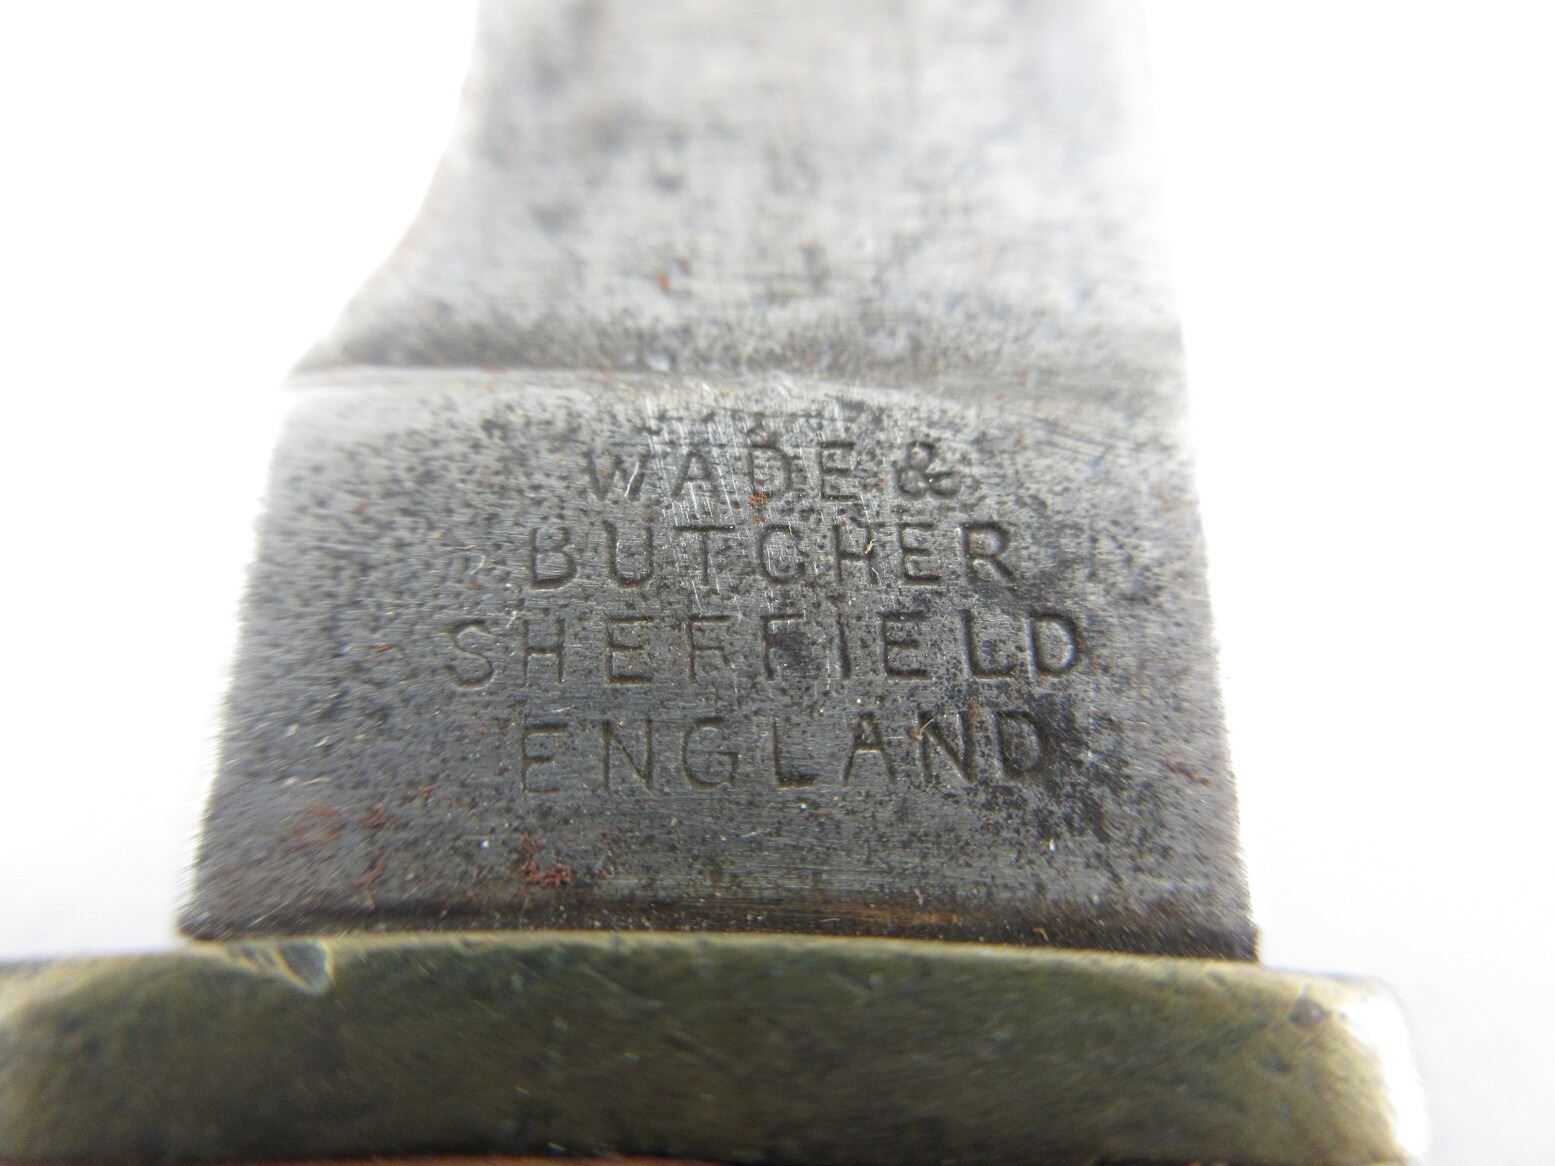 WADE &
BUTCHER
SHEFFIELD
ENGLAND